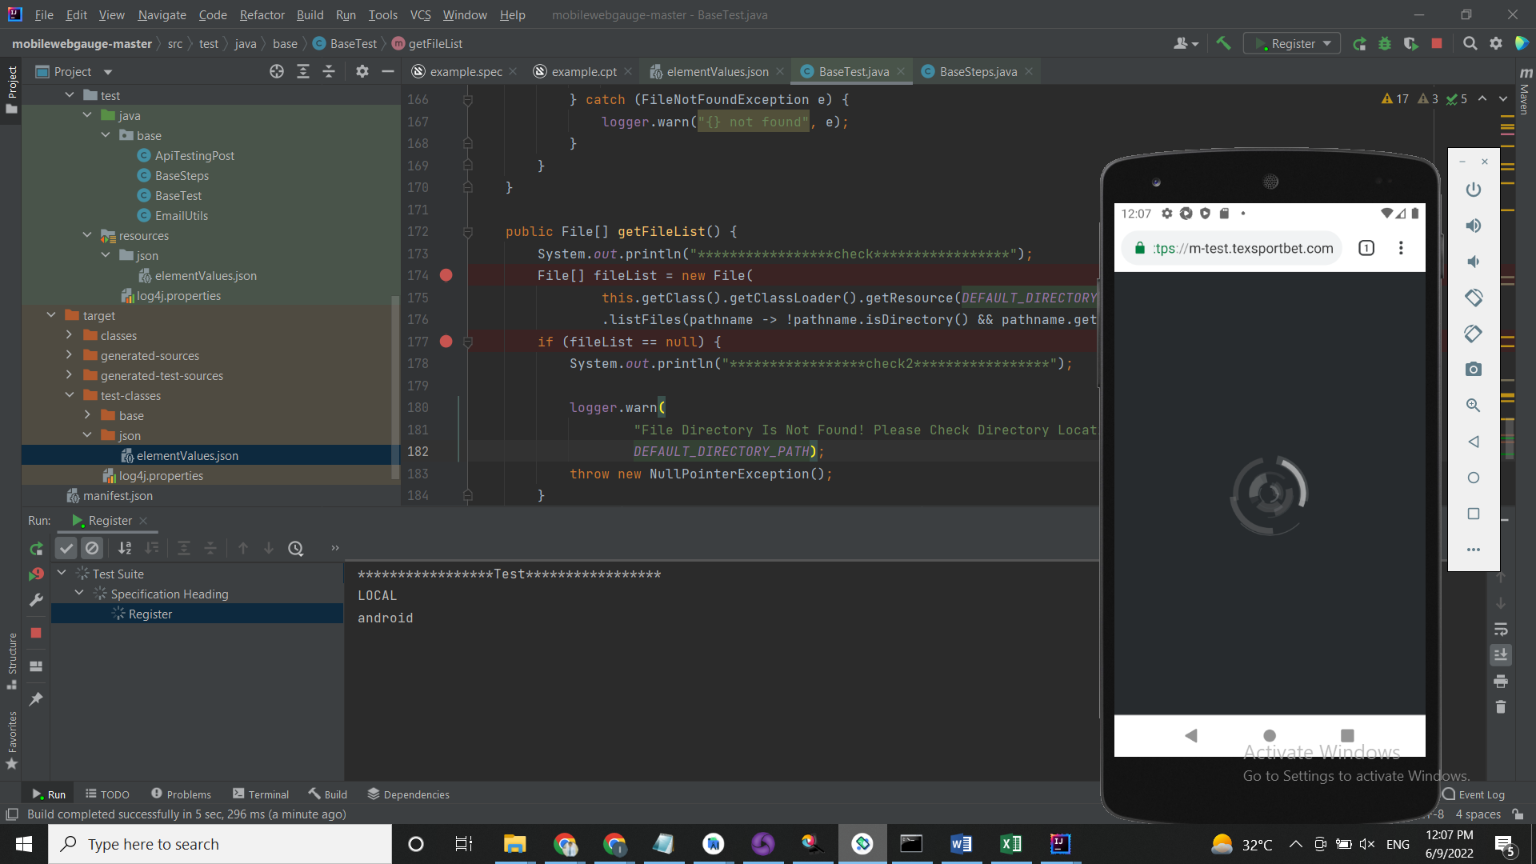 File Edit View Navigate Code Refactor Build Run Tools VCS Window Help mobilewebgauge-master - BaseTest.java
mobilewebgauge-master src test java base BaseTest getFileList
Register
Project
Project
example.spec example.cpt elementValues.json BaseTest.java BaseSteps.java
Maven
17 3 5
test
java
base
ApiTestingPost
BaseSteps
BaseTest
EmailUtils
resources
json
elementValues.json
log4j.properties
target
classes
generated-sources
generated-test-sources
test-classes
base
json
elementValues.json
log4j.properties
manifest.json
166 } catch (FileNotFoundException e) {
167 logger.warn("{} not found", e);
168 }
169 }
170 }
171
172 public File[] getFileList() {
173 System.out.println("*****************check*****************");
174 File[] fileList = new File(
175 this.getClass().getClassLoader().getResource(DEFAULT_DIRECTORY
176 .listFiles(pathname -> !pathname.isDirectory() && pathname.get
177 if (fileList == null) {
178 System.out.println("*****************check2*****************");
179
180 logger.warn(
181 "File Directory Is Not Found! Please Check Directory Locat
182 DEFAULT_DIRECTORY_PATH);
183 throw new NullPointerException();
184 }
12:07
:tps://m-test.texsportbet.com 1
Run: Register
Test Suite
Specification Heading
Register
*****************Test*****************
LOCAL
android
Structure
Favorites
Activate Windows
Go to Settings to activate Windows.
Run TODO Problems Terminal Build Dependencies Event Log
Build completed successfully in 5 sec, 296 ms (a minute ago) F-8 4 spaces
Type here to search
32°C ENG
12:07 PM
6/9/2022
5